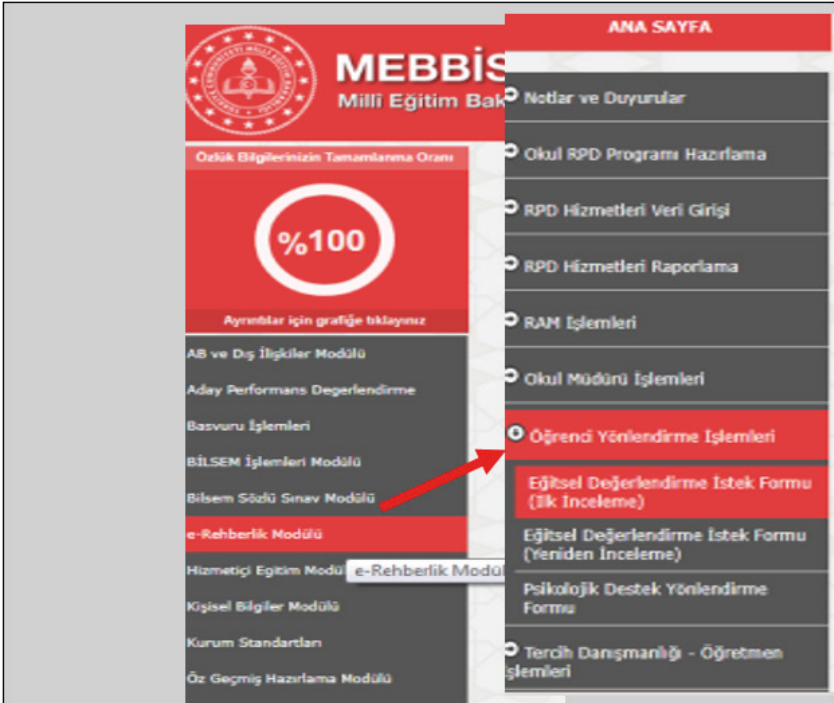 MEBBİS
Millî Eğitim Bak
Özlük Bilgilerinizin Tamamlanma Oranı
%100
Ayrıntılar için grafiğe tıklayınız
AB ve Dış İlişkiler Modülü
Aday Performans Degerlendirme
Basvuru İşlemleri
BİLSEM İşlemleri Modülü
Bilsem Sözlü Sınav Modülü
e-Rehberlik Modülü
Hizmetiçi Egitim Modül
e-Rehberlik Modül
Kişisel Bilgiler Modülü
Kurum Standartları
Öz Geçmiş Hazırlama Modülü
ANA SAYFA
Notlar ve Duyurular
Okul RPD Programı Hazırlama
RPD Hizmetleri Veri Girişi
RPD Hizmetleri Raporlama
RAM İşlemleri
Okul Müdürü İşlemleri
Öğrenci Yönlendirme İşlemleri
Eğitsel Değerlendirme İstek Formu
(İlk İnceleme)
Eğitsel Değerlendirme İstek Formu
(Yeniden İnceleme)
Psikolojik Destek Yönlendirme
Formu
Tercih Danışmanlığı - Öğretmen
İşlemleri